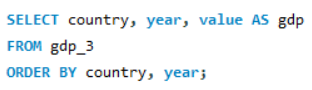 SELECT country, year, value AS gdp
FROM gdp_3
ORDER BY country, year;